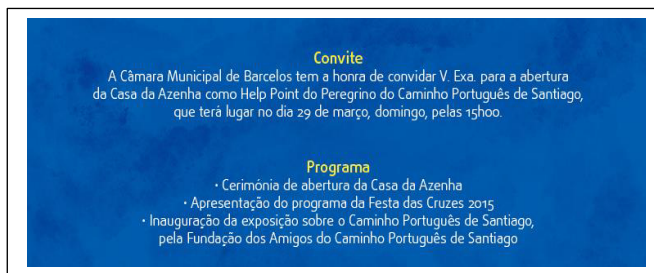 Convite
A Câmara Municipal de Barcelos tem a honra de convidar V. Exa. para a abertura
da Casa da Azenha como Help Point do Peregrino do Caminho Português de Santiago,
que terá lugar no dia 29 de março, domingo, pelas 15h00.
Programa
• Cerimónia de abertura da Casa da Azenha
• Apresentação do programa da Festa das Cruzes 2015
• Inauguração da exposição sobre o Caminho Português de Santiago,
pela Fundação dos Amigos do Caminho Português de Santiago